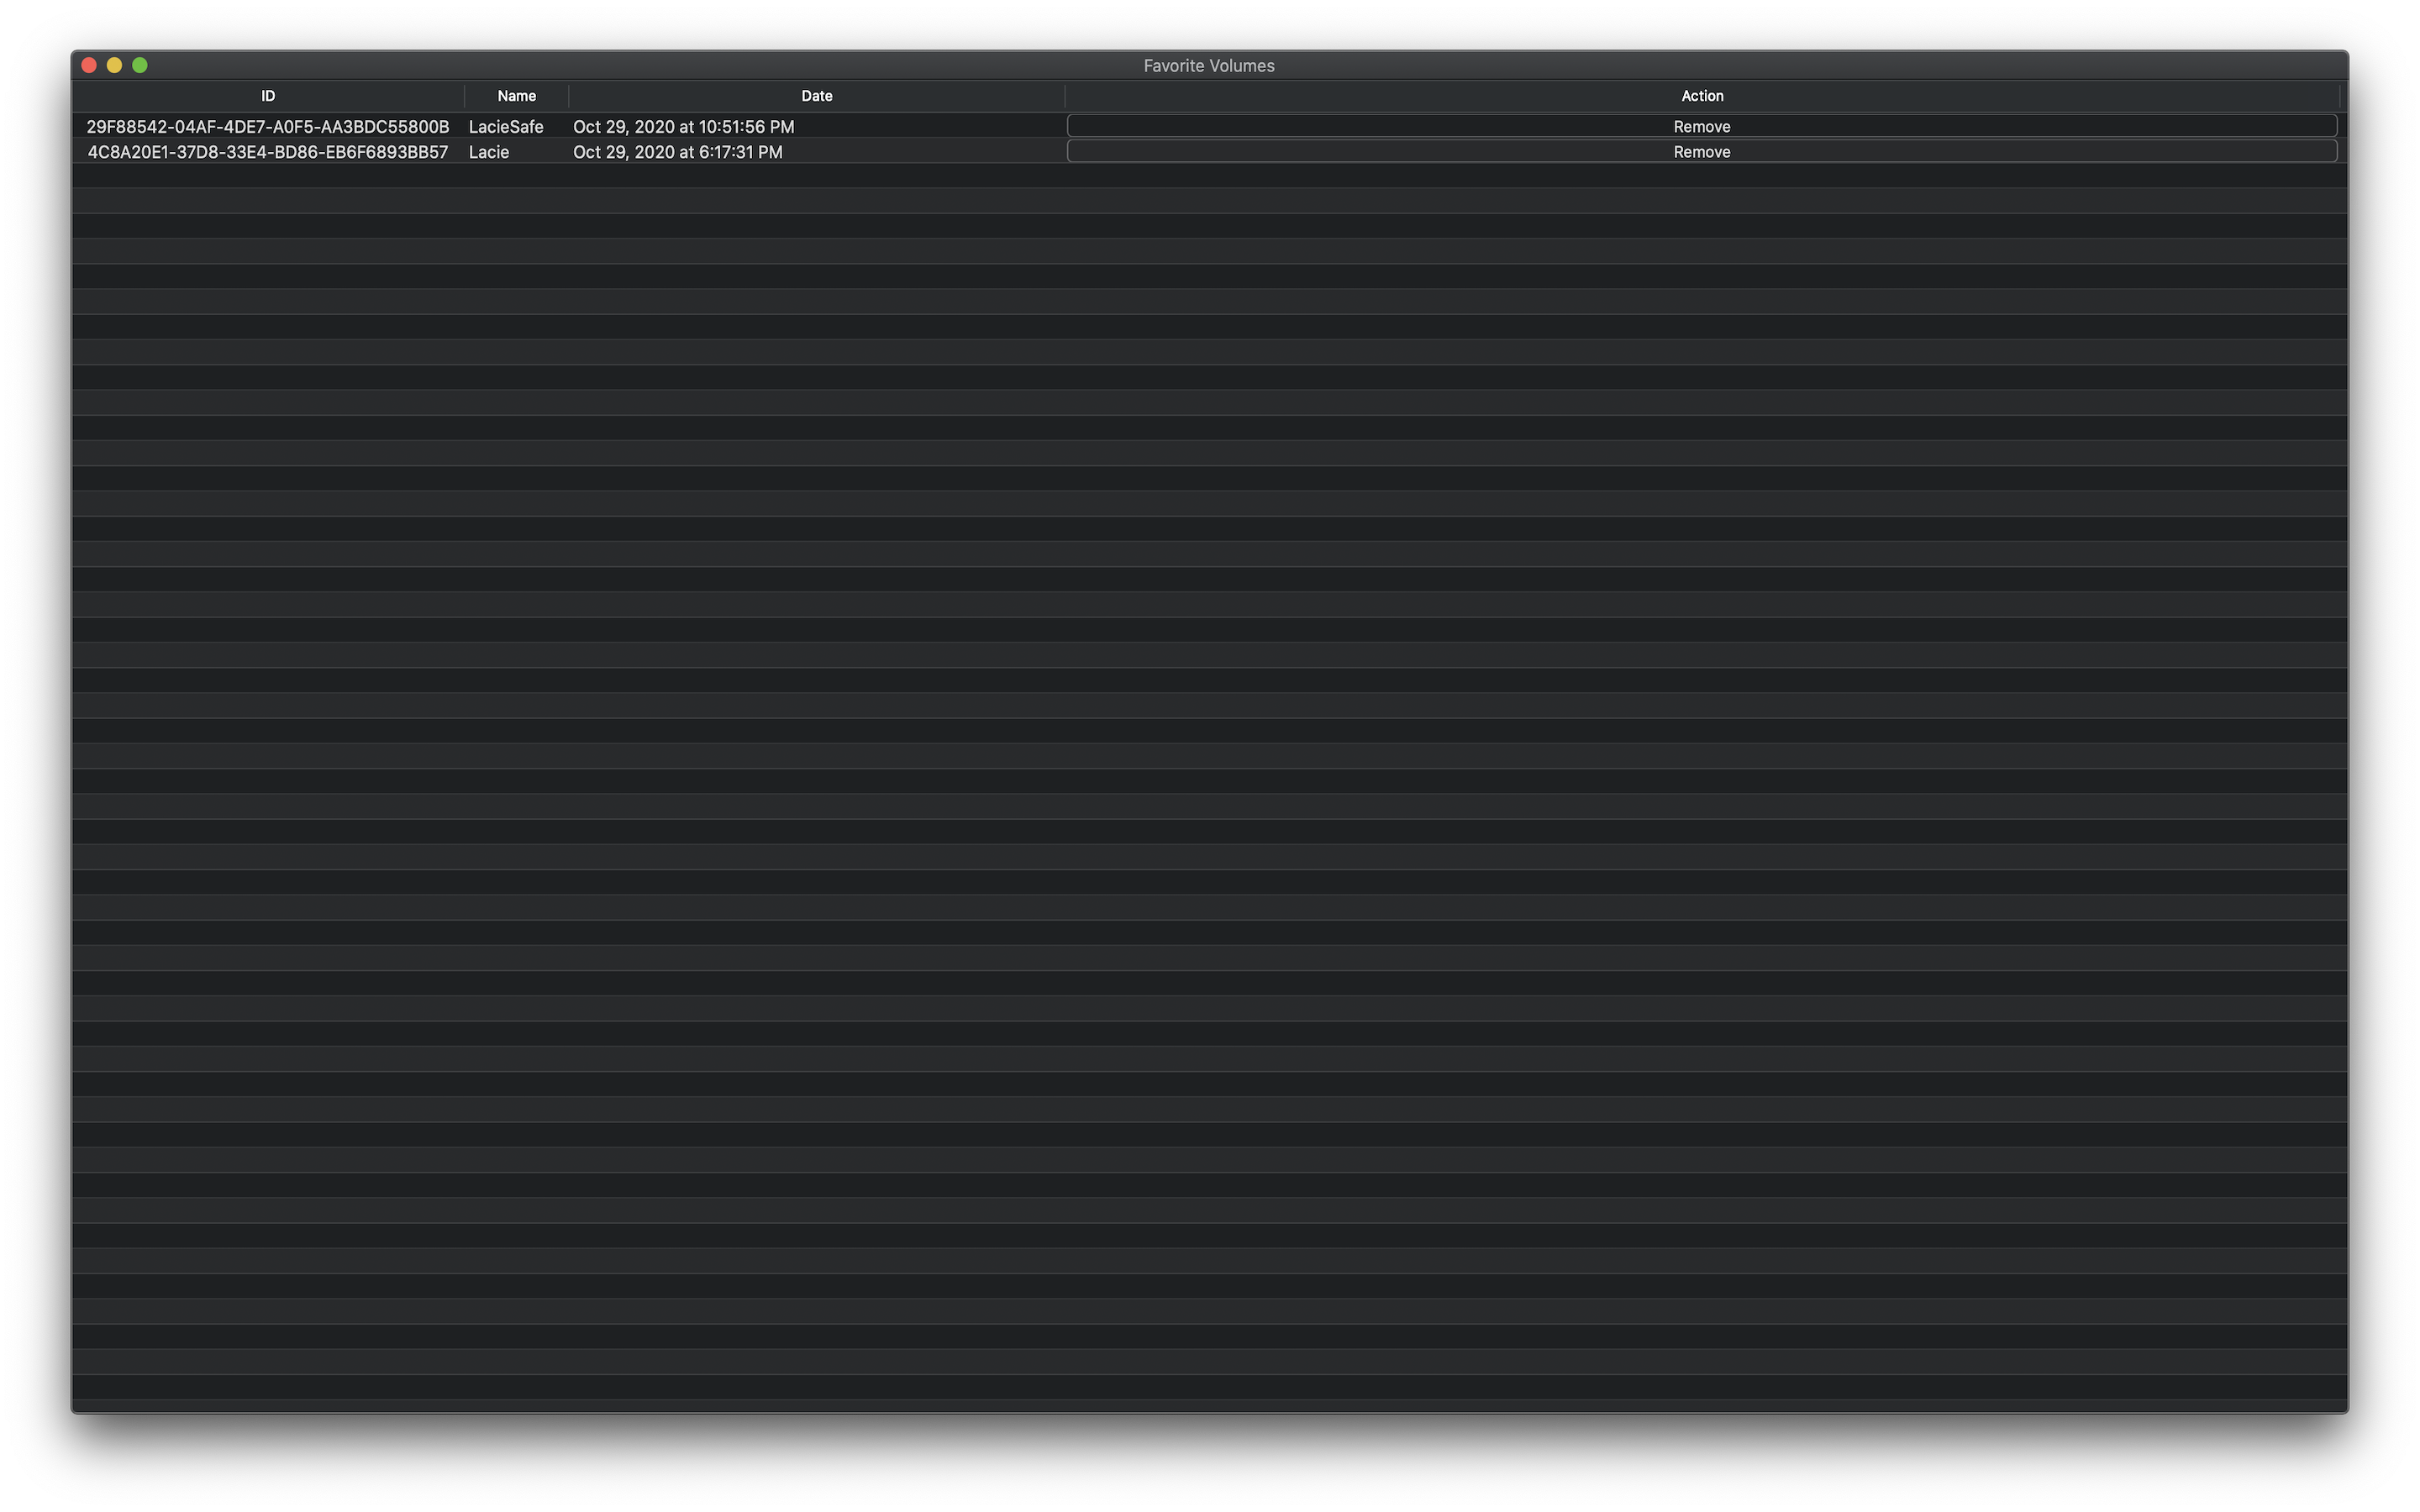 Favorite Volumes
ID Name Date Action
29F88542-04AF-4DE7-A0F5-AA3BDC55800B LacieSafe Oct 29, 2020 at 10:51:56 PM Remove
4C8A20E1-37D8-33E4-BD86-EB6F6893BB57 Lacie Oct 29, 2020 at 6:17:31 PM Remove